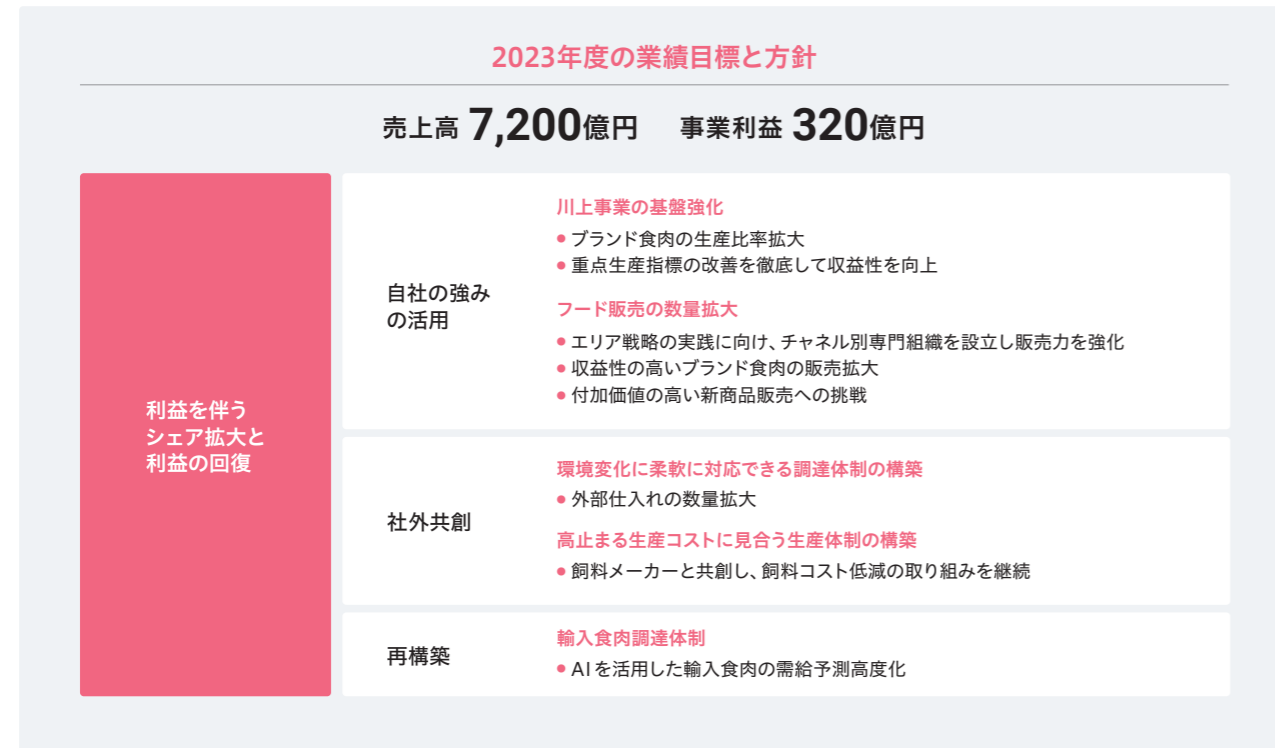 2023年度の業績目標と方針
売上高 7,200億円 事業利益 320億円
利益を伴う
シェア拡大と
利益の回復
自社の強み
の活用
川上事業の基盤強化
● ブランド食肉の生産比率拡大
● 重点生産指標の改善を徹底して収益性を向上
フード販売の数量拡大
● エリア戦略の実践に向け、チャネル別専門組織を設立し販売力を強化
● 収益性の高いブランド食肉の販売拡大
● 付加価値の高い新商品販売への挑戦
社外共創
環境変化に柔軟に対応できる調達体制の構築
● 外部仕入れの数量拡大
高止まる生産コストに見合う生産体制の構築
● 飼料メーカーと共創し、飼料コスト低減の取り組みを継続
再構築
輸入食肉調達体制
● AIを活用した輸入食肉の需給予測高度化